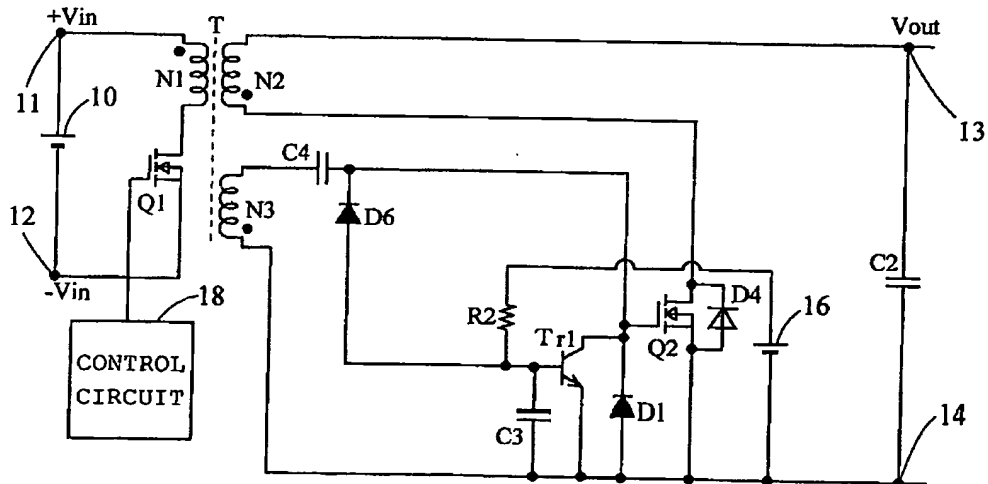 +Vin
T
Vout
11
N1
N2
10
13
C4
Q1
N3
D6
12
-Vin
18
C2
R2
D4
16
Tr1
Q2
CONTROL
CIRCUIT
D1
C3
14